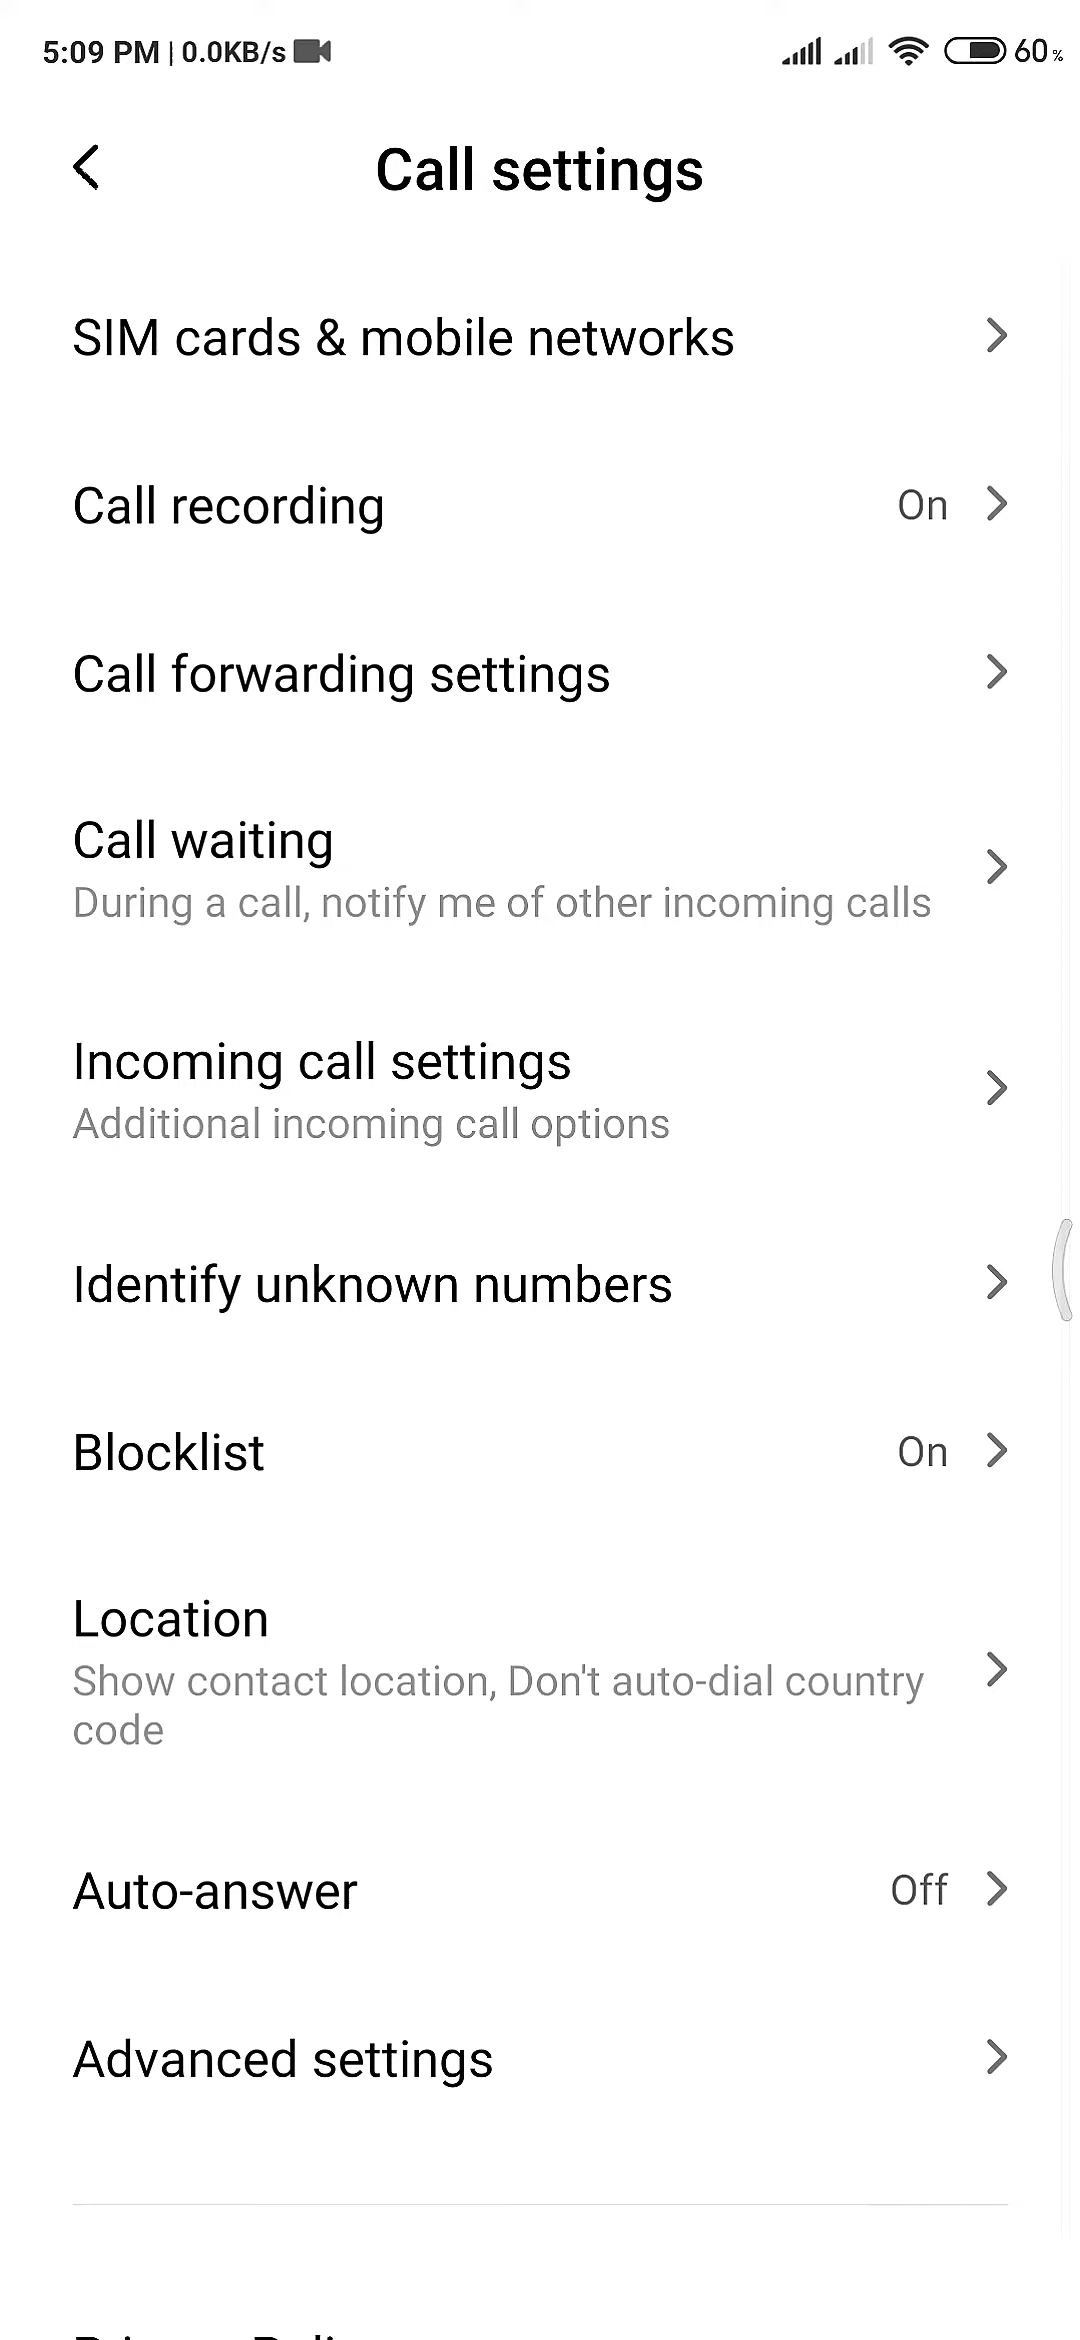 5:09 PM | 0.0KB/s 60%
Call settings
SIM cards & mobile networks
Call recording On
Call forwarding settings
Call waiting
During a call, notify me of other incoming calls
Incoming call settings
Additional incoming call options
Identify unknown numbers
Blocklist On
Location
Show contact location, Don't auto-dial country
code
Auto-answer Off
Advanced settings